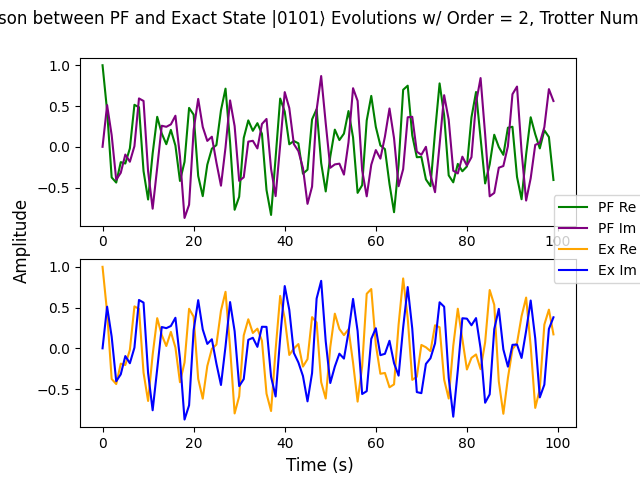 son between PF and Exact State |0101⟩ Evolutions w/ Order = 2, Trotter Num
1.0
0.5
0.0
−0.5
0 20 40 60 80 100
PF Re
PF Im
Ex Re
Ex Im
Amplitude
1.0
0.5
0.0
−0.5
0 20 40 60 80 100
Time (s)